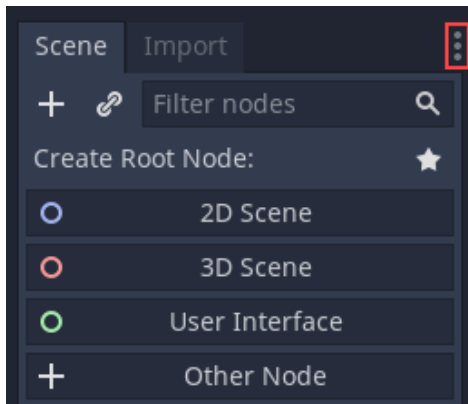 Scene Import
Filter nodes
Create Root Node:
2D Scene
3D Scene
User Interface
Other Node